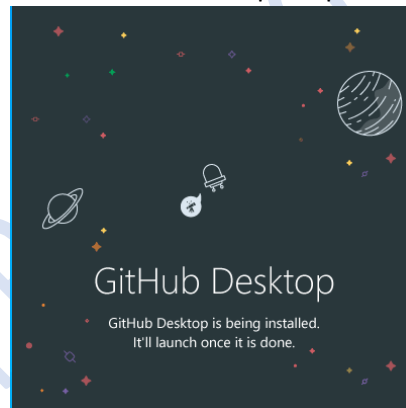 GitHub Desktop
GitHub Desktop is being installed.
It'll launch once it is done.